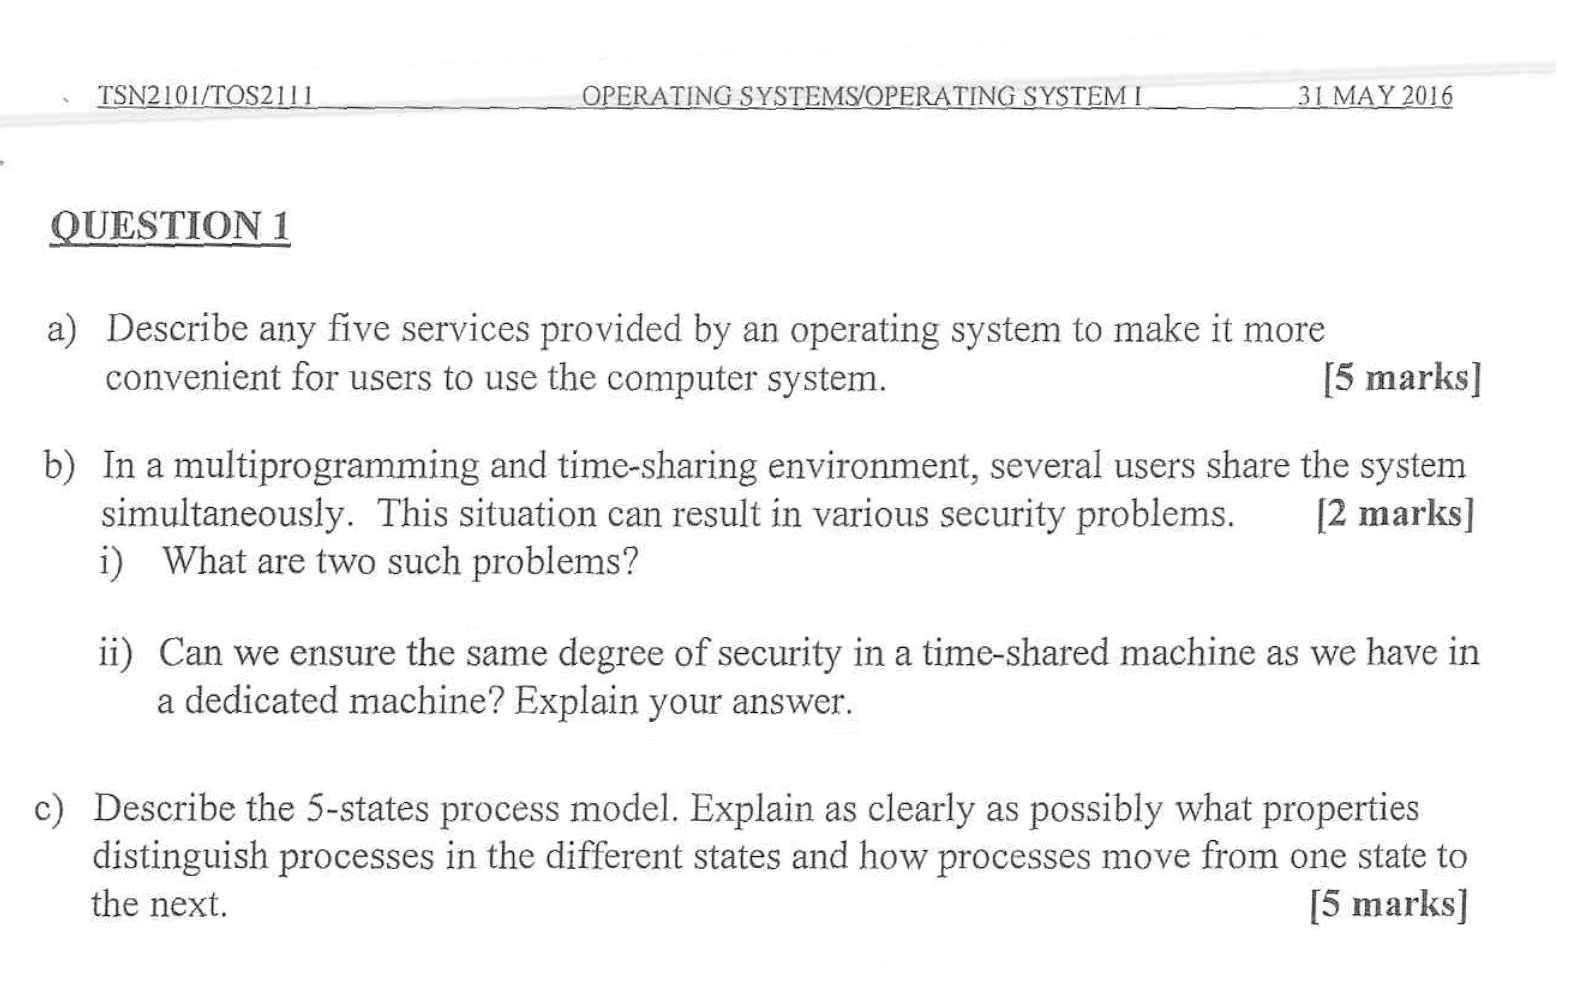 TSN2101/TOS2111 OPERATING SYSTEMS/OPERATING SYSTEM I 31 MAY 2016
QUESTION 1
a) Describe any five services provided by an operating system to make it more
convenient for users to use the computer system. [5 marks]
b) In a multiprogramming and time-sharing environment, several users share the system
simultaneously. This situation can result in various security problems. [2 marks]
i) What are two such problems?
ii) Can we ensure the same degree of security in a time-shared machine as we have in
a dedicated machine? Explain your answer.
c) Describe the 5-states process model. Explain as clearly as possibly what properties
distinguish processes in the different states and how processes move from one state to
the next. [5 marks]